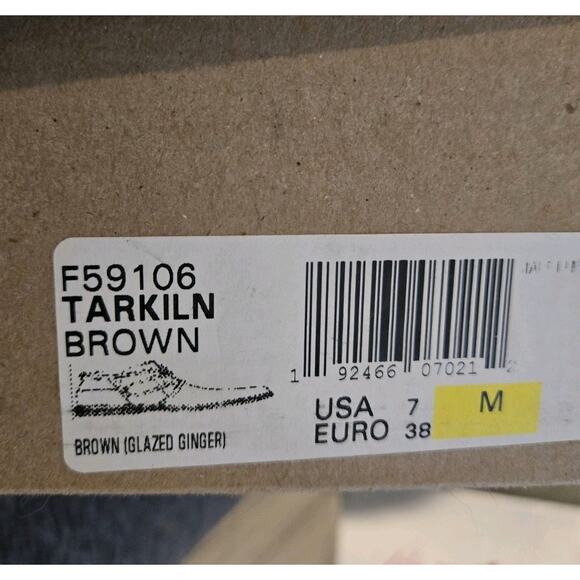 F59106
TARKILN
BROWN
BROWN (GLAZED GINGER)
1 92466 07021 2
USA 7 M
EURO 38